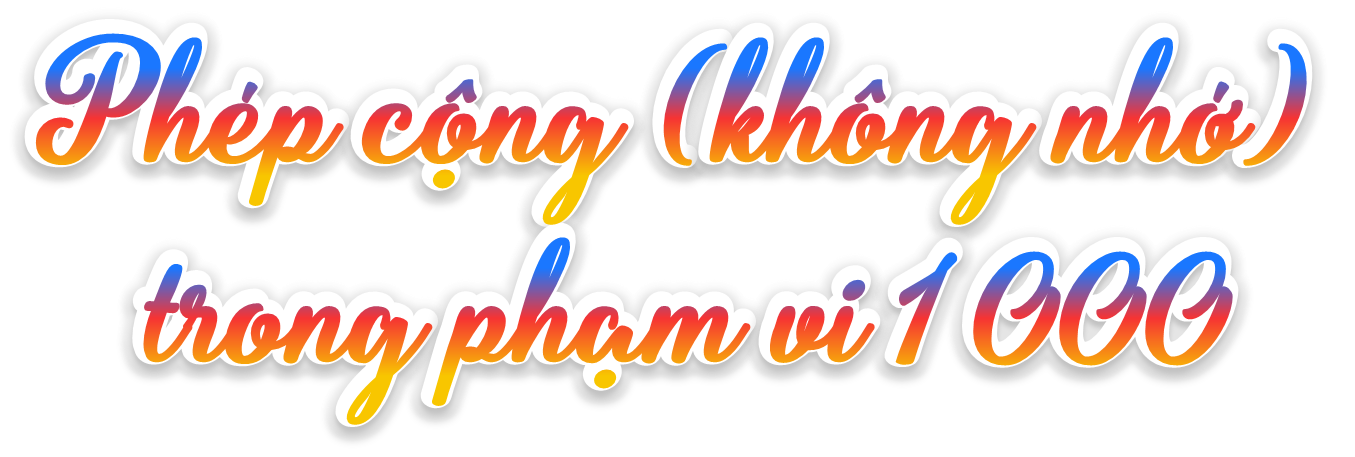 Phép cộng (không nhớ)
trong phạm vi 1 000